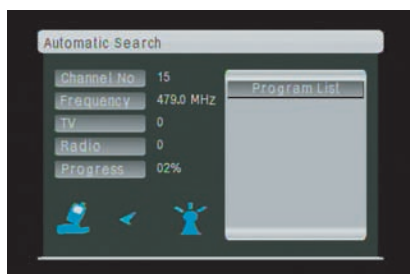 Automatic Search
Channel No 15
Frequency 479.0 MHz
TV 0
Radio 0
Progress 02%
Program List